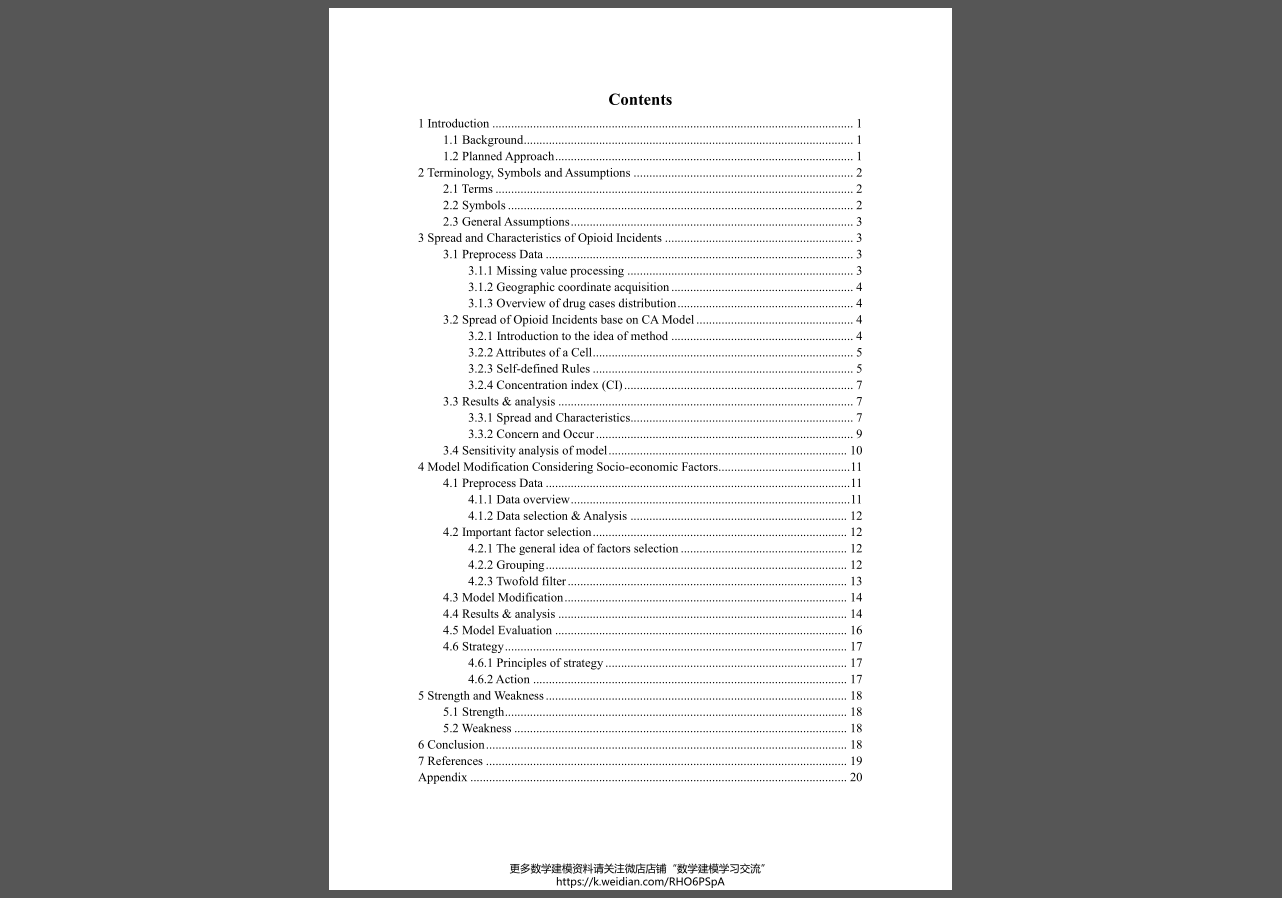 Contents
1 Introduction ........ 1
1.1 Background ........ 1
1.2 Planned Approach ........ 1
2 Terminology, Symbols and Assumptions ........ 2
2.1 Terms ........ 2
2.2 Symbols ........ 2
2.3 General Assumptions ........ 3
3 Spread and Characteristics of Opioid Incidents ........ 3
3.1 Preprocess Data ........ 3
3.1.1 Missing value processing ........ 3
3.1.2 Geographic coordinate acquisition ........ 4
3.1.3 Overview of drug cases distribution ........ 4
3.2 Spread of Opioid Incidents base on CA Model ........ 4
3.2.1 Introduction to the idea of method ........ 4
3.2.2 Attributes of a Cell ........ 5
3.2.3 Self-defined Rules ........ 5
3.2.4 Concentration index (CI) ........ 7
3.3 Results & analysis ........ 7
3.3.1 Spread and Characteristics ........ 7
3.3.2 Concern and Occur ........ 9
3.4 Sensitivity analysis of model ........ 10
4 Model Modification Considering Socio-economic Factors ........ 11
4.1 Preprocess Data ........ 11
4.1.1 Data overview ........ 11
4.1.2 Data selection & Analysis ........ 12
4.2 Important factor selection ........ 12
4.2.1 The general idea of factors selection ........ 12
4.2.2 Grouping ........ 12
4.2.3 Twofold filter ........ 13
4.3 Model Modification ........ 14
4.4 Results & analysis ........ 14
4.5 Model Evaluation ........ 16
4.6 Strategy ........ 17
4.6.1 Principles of strategy ........ 17
4.6.2 Action ........ 17
5 Strength and Weakness ........ 18
5.1 Strength ........ 18
5.2 Weakness ........ 18
6 Conclusion ........ 18
7 References ........ 19
Appendix ........ 20
更多数学建模资料请关注微店店铺“数学建模学习交流”
https://k.weidian.com/RHO6PSpA